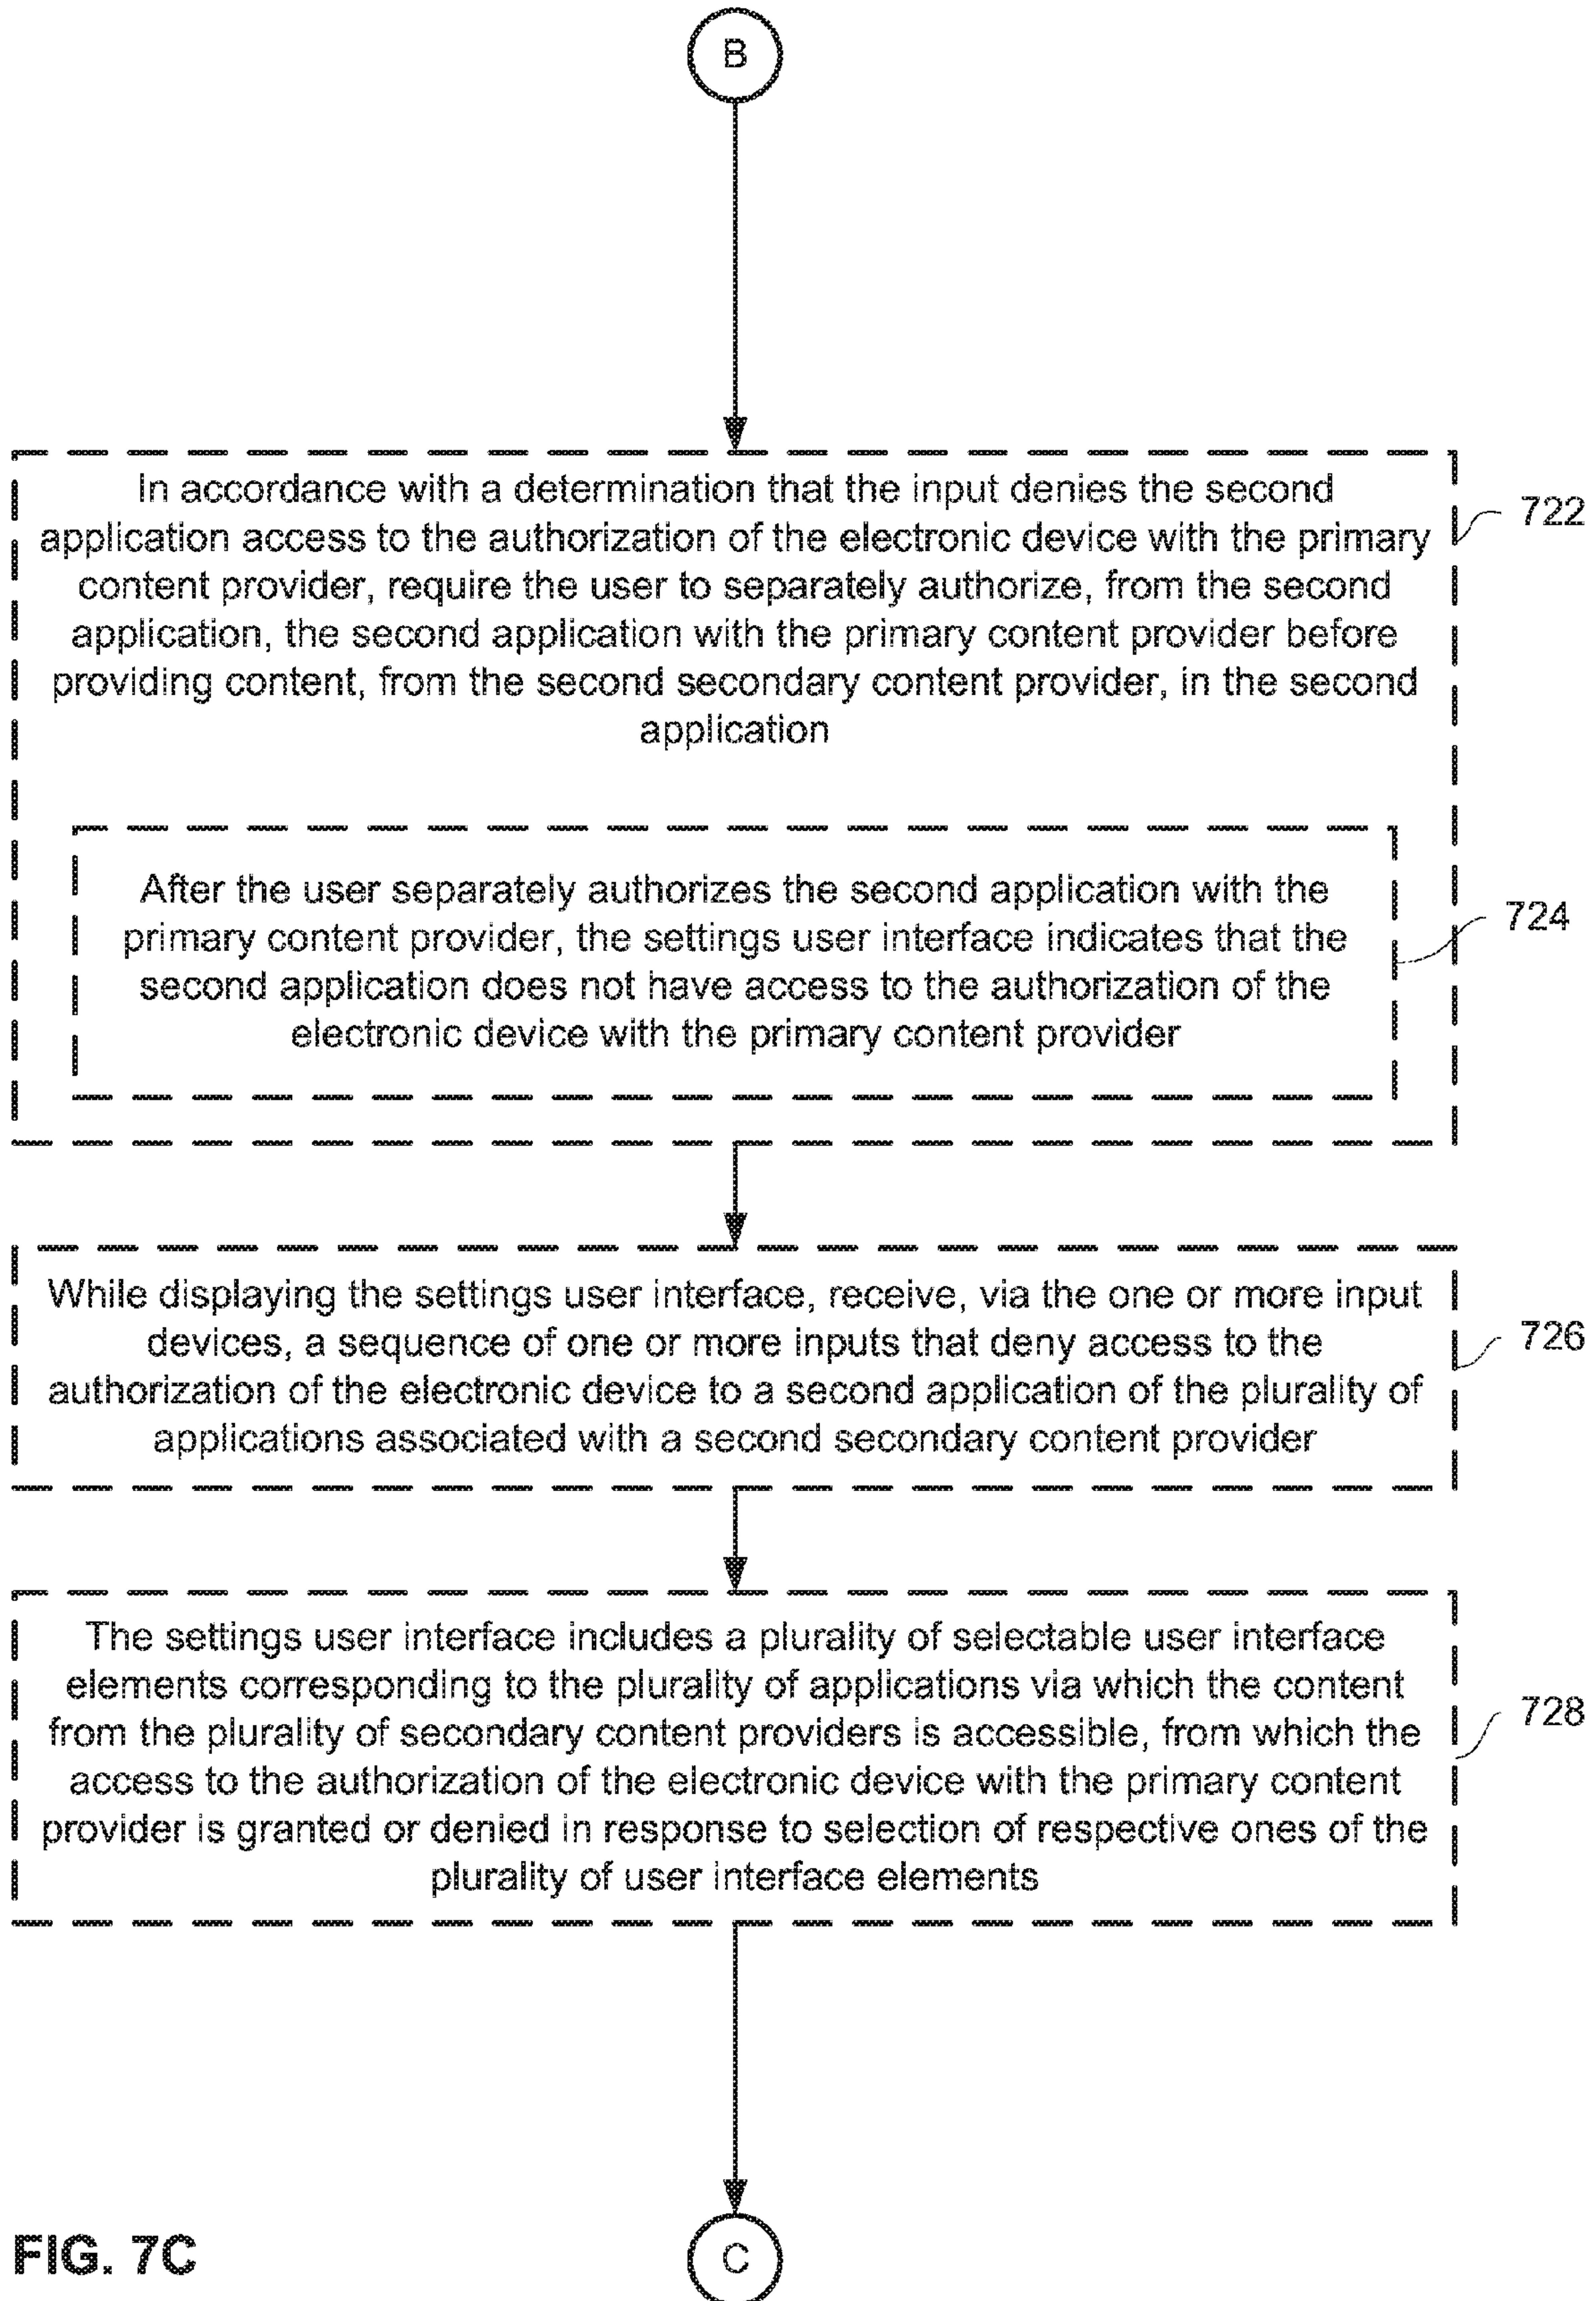 B
In accordance with a determination that the input denies the second
application access to the authorization of the electronic device with the primary
content provider, require the user to separately authorize, from the second
application, the second application with the primary content provider before
providing content, from the second secondary content provider, in the second
application
722
After the user separately authorizes the second application with the
primary content provider, the settings user interface indicates that the
second application does not have access to the authorization of the
electronic device with the primary content provider
724
While displaying the settings user interface, receive, via the one or more input
devices, a sequence of one or more inputs that deny access to the
authorization of the electronic device to a second application of the plurality of
applications associated with a second secondary content provider
726
The settings user interface includes a plurality of selectable user interface
elements corresponding to the plurality of applications via which the content
from the plurality of secondary content providers is accessible, from which the
access to the authorization of the electronic device with the primary content
provider is granted or denied in response to selection of respective ones of the
plurality of user interface elements
728
FIG. 7C
C